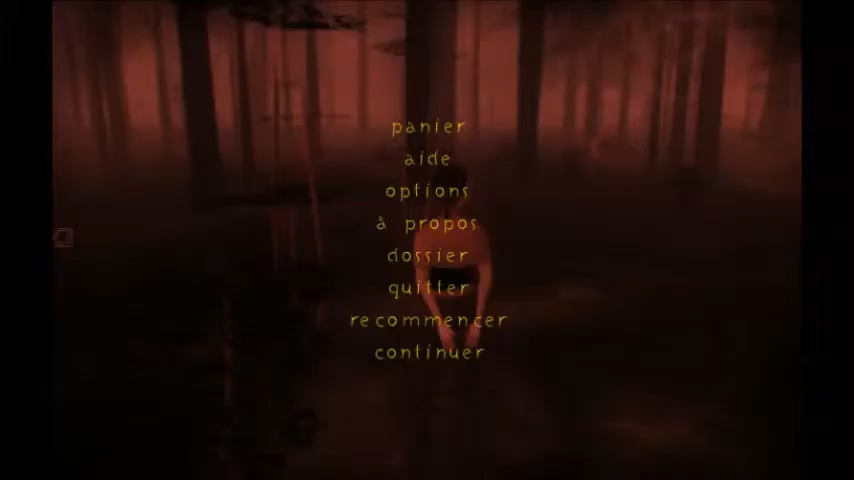 panier
aide
options
à propos
dossier
quitter
recommencer
continuer